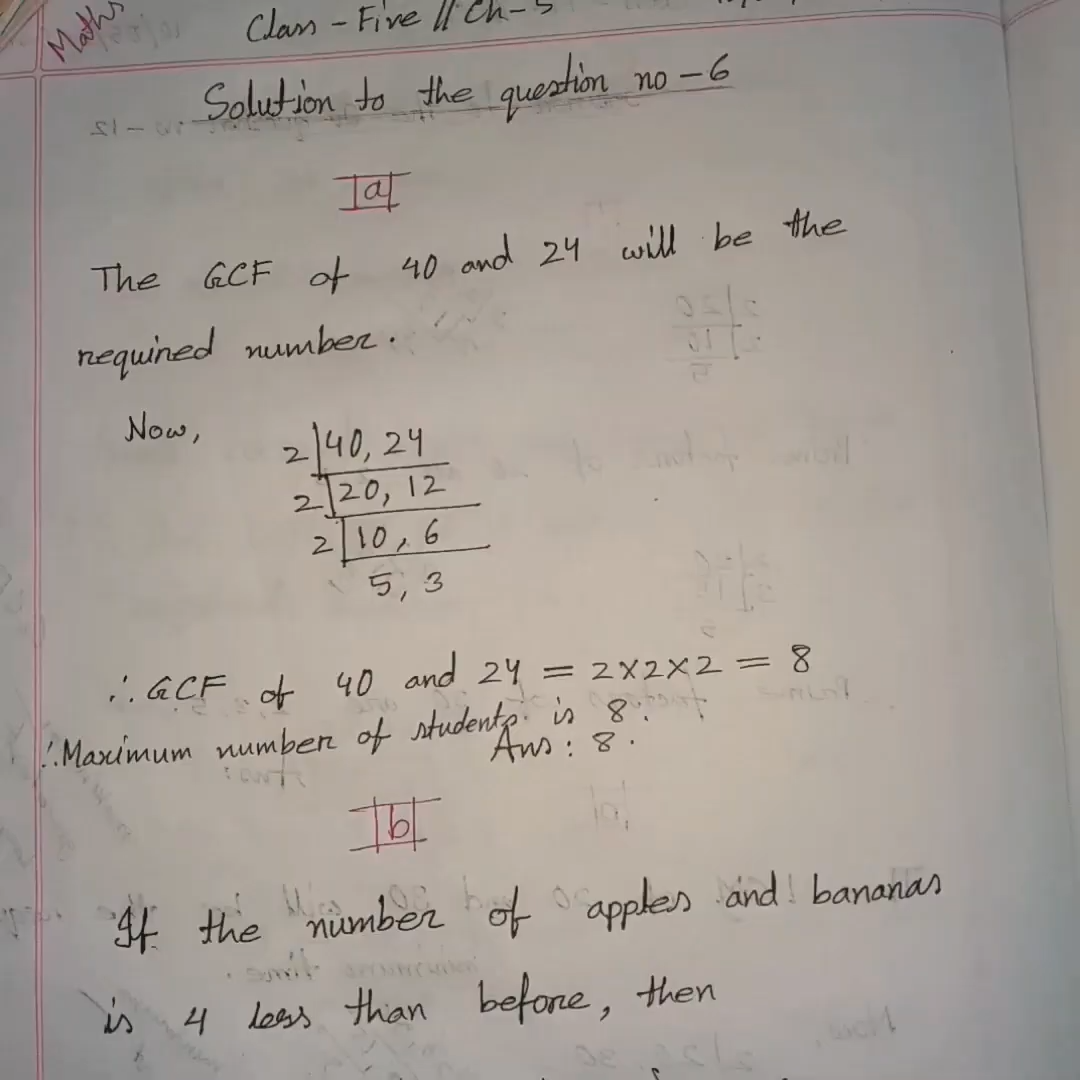 Maths
Class - Five // Ch - 5
Solution to the question no - 6
a
The GCF of 40 and 24 will be the
required number.
Now,
2 40, 24
2 20, 12
2 10, 6
5, 3
∴ GCF of 40 and 24 = 2×2×2 = 8
∴ Maximum number of students. is 8.
Ans : 8.
b
If the number of apples and bananas
is 4 less than before, then